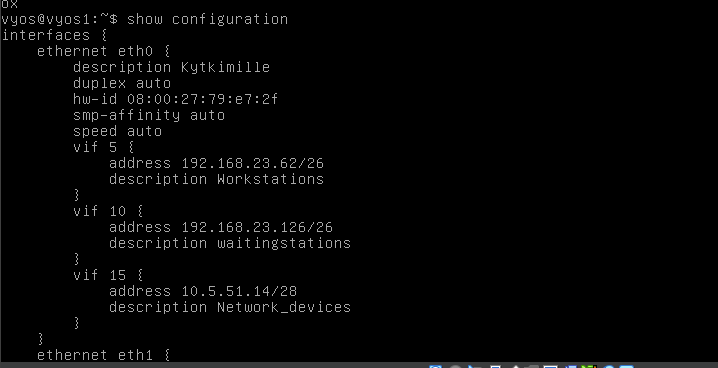 ox
vyos@vyos1:~$ show configuration
interfaces {
    ethernet eth0 {
        description Kytkimille
        duplex auto
        hw-id 08:00:27:79:e7:2f
        smp-affinity auto
        speed auto
        vif 5 {
            address 192.168.23.62/26
            description Workstations
        }
        vif 10 {
            address 192.168.23.126/26
            description waitingstations
        }
        vif 15 {
            address 10.5.51.14/28
            description Network_devices
        }
    }
    ethernet eth1 {